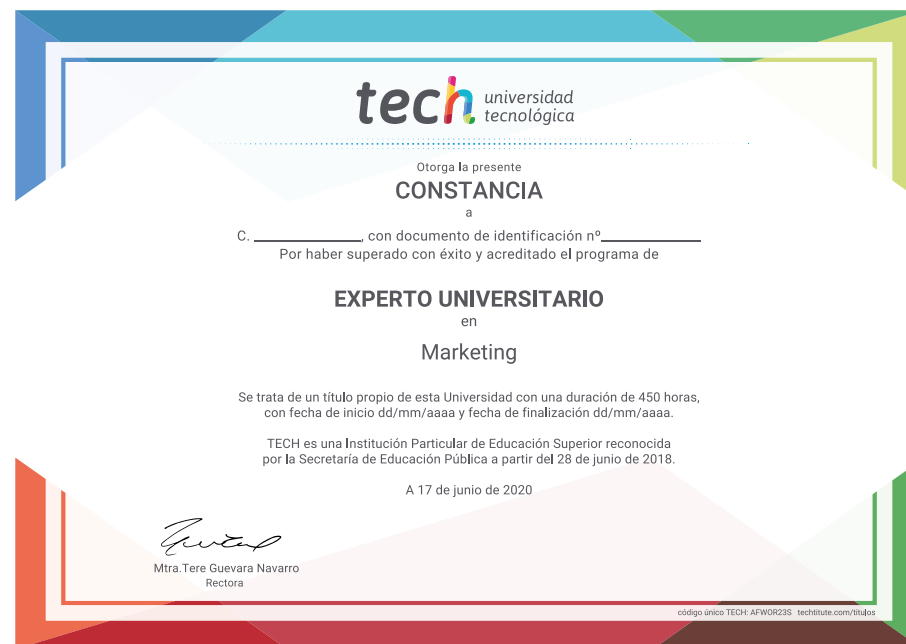 tech universidad
tecnológica
Otorga la presente
CONSTANCIA
a
C. ______________, con documento de identificación nº_____________
Por haber superado con éxito y acreditado el programa de
EXPERTO UNIVERSITARIO
en
Marketing
Se trata de un título propio de esta Universidad con una duración de 450 horas,
con fecha de inicio dd/mm/aaaa y fecha de finalización dd/mm/aaaa.
TECH es una Institución Particular de Educación Superior reconocida
por la Secretaría de Educación Pública a partir del 28 de junio de 2018.
A 17 de junio de 2020
Mtra.Tere Guevara Navarro
Rectora
código único TECH: AFWOR23S techtitute.com/titulos